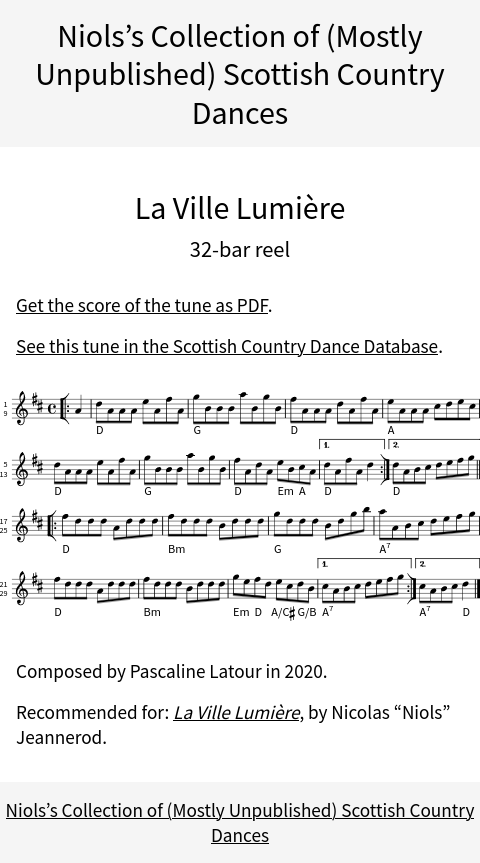 Niols’s Collection of (Mostly
Unpublished) Scottish Country
Dances
La Ville Lumière
32-bar reel
Get the score of the tune as PDF.
See this tune in the Scottish Country Dance Database.
1
9
D G D A
5
13
1. 2.
D G D Em A D D
17
25
D Bm G A7
21
29
1. 2.
D Bm Em D A/C♯ G/B A7 A7 D
Composed by Pascaline Latour in 2020.
Recommended for: La Ville Lumière, by Nicolas “Niols”
Jeannerod.
Niols’s Collection of (Mostly Unpublished) Scottish Country
Dances